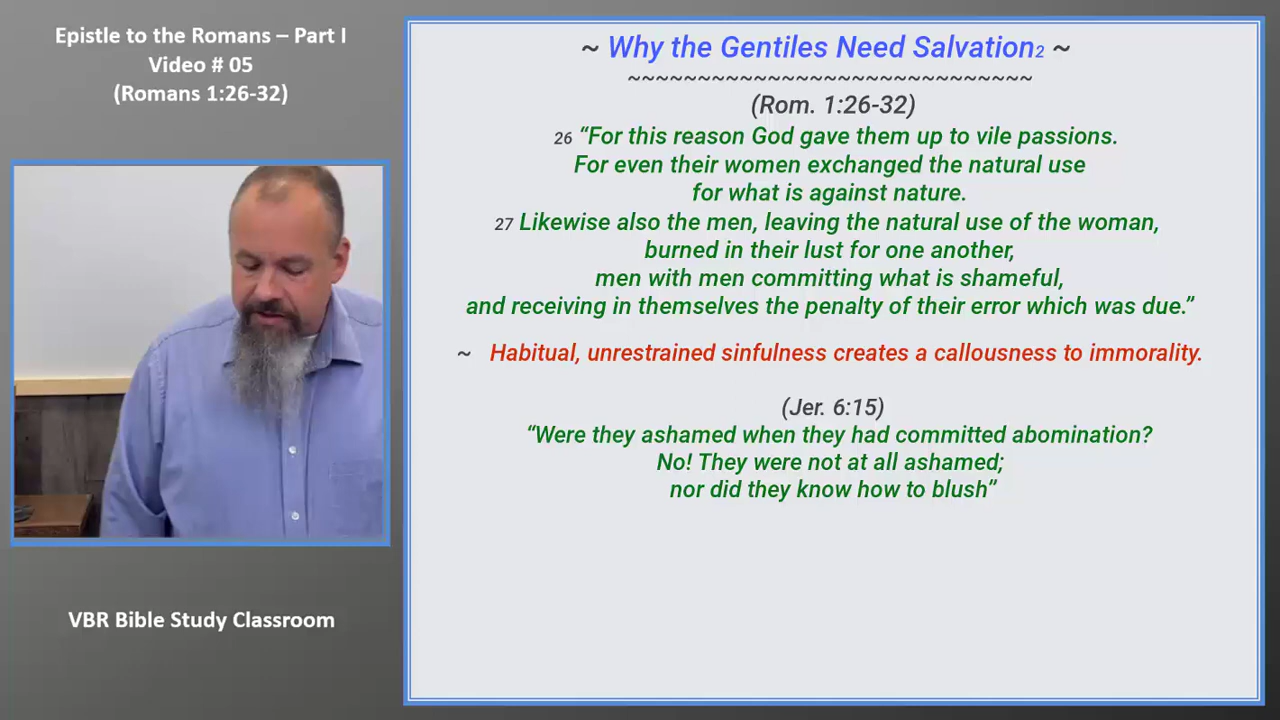 Epistle to the Romans – Part I
Video # 05
(Romans 1:26-32)
VBR Bible Study Classroom
~ Why the Gentiles Need Salvation2 ~
~~~~~~~~~~~~~~~~~~~~~~~~~~~~~
(Rom. 1:26-32)
26 “For this reason God gave them up to vile passions.
For even their women exchanged the natural use
for what is against nature.
27 Likewise also the men, leaving the natural use of the woman,
burned in their lust for one another,
men with men committing what is shameful,
and receiving in themselves the penalty of their error which was due.”
~ Habitual, unrestrained sinfulness creates a callousness to immorality.
(Jer. 6:15)
“Were they ashamed when they had committed abomination?
No! They were not at all ashamed;
nor did they know how to blush”